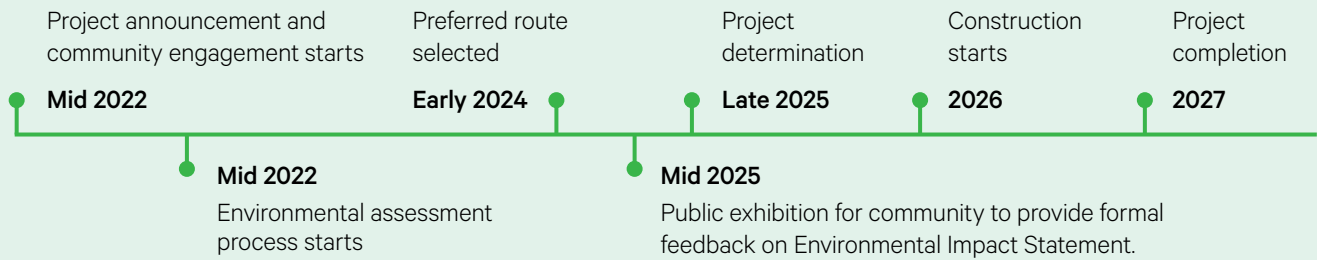 Project announcement and
community engagement starts
Mid 2022
Mid 2022
Environmental assessment
process starts
Preferred route
selected
Early 2024
Mid 2025
Public exhibition for community to provide formal
feedback on Environmental Impact Statement.
Project
determination
Late 2025
Construction
starts
2026
Project
completion
2027